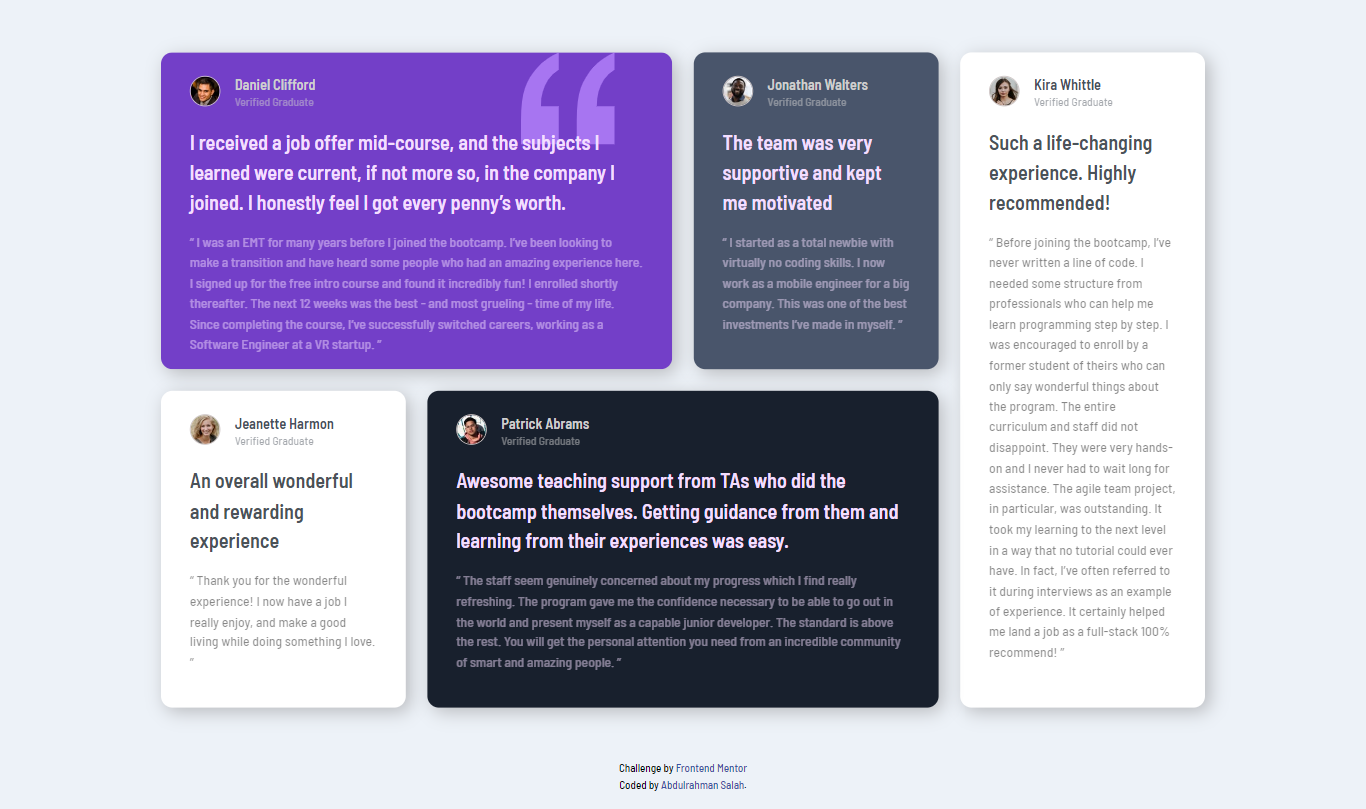 Daniel Clifford
Verified Graduate
I received a job offer mid-course, and the subjects I
learned were current, if not more so, in the company I
joined. I honestly feel I got every penny’s worth.
“ I was an EMT for many years before I joined the bootcamp. I’ve been looking to
make a transition and have heard some people who had an amazing experience here.
I signed up for the free intro course and found it incredibly fun! I enrolled shortly
thereafter. The next 12 weeks was the best - and most grueling - time of my life.
Since completing the course, I’ve successfully switched careers, working as a
Software Engineer at a VR startup. ”
Jonathan Walters
Verified Graduate
The team was very
supportive and kept
me motivated
“ I started as a total newbie with
virtually no coding skills. I now
work as a mobile engineer for a big
company. This was one of the best
investments I’ve made in myself. ”
Kira Whittle
Verified Graduate
Such a life-changing
experience. Highly
recommended!
“ Before joining the bootcamp, I’ve
never written a line of code. I
needed some structure from
professionals who can help me
learn programming step by step. I
was encouraged to enroll by a
former student of theirs who can
only say wonderful things about
the program. The entire
curriculum and staff did not
disappoint. They were very hands-
on and I never had to wait long for
assistance. The agile team project,
in particular, was outstanding. It
took my learning to the next level
in a way that no tutorial could ever
have. In fact, I’ve often referred to
it during interviews as an example
of experience. It certainly helped
me land a job as a full-stack 100%
recommend! ”
Jeanette Harmon
Verified Graduate
An overall wonderful
and rewarding
experience
“ Thank you for the wonderful
experience! I now have a job I
really enjoy, and make a good
living while doing something I love.
”
Patrick Abrams
Verified Graduate
Awesome teaching support from TAs who did the
bootcamp themselves. Getting guidance from them and
learning from their experiences was easy.
“ The staff seem genuinely concerned about my progress which I find really
refreshing. The program gave me the confidence necessary to be able to go out in
the world and present myself as a capable junior developer. The standard is above
the rest. You will get the personal attention you need from an incredible community
of smart and amazing people. ”
Challenge by Frontend Mentor
Coded by Abdulrahman Salah.